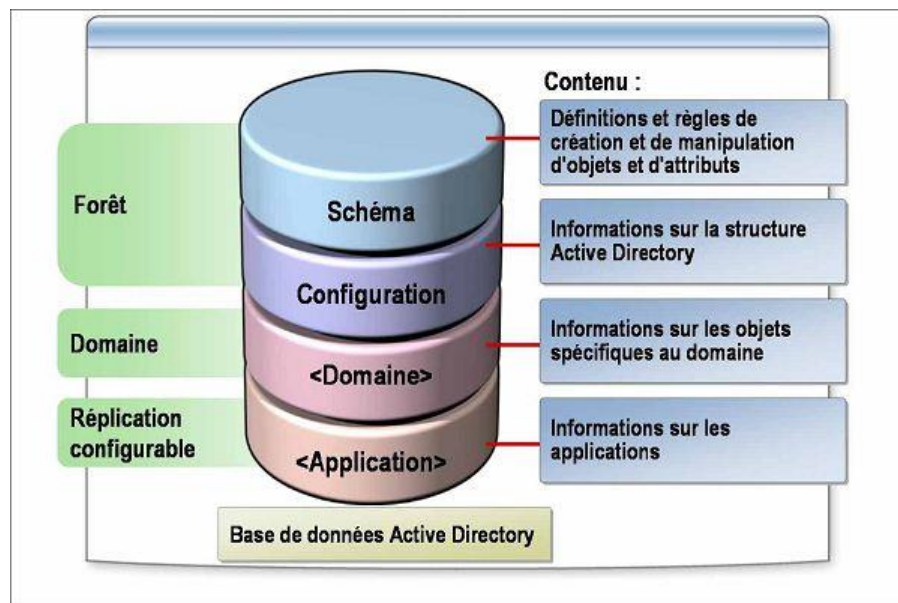 Contenu :
Forêt
Schéma
Définitions et règles de
création et de manipulation
d'objets et d'attributs
Configuration
Informations sur la structure
Active Directory
Domaine
<Domaine>
Informations sur les objets
spécifiques au domaine
Réplication
configurable
<Application>
Informations sur les
applications
Base de données Active Directory